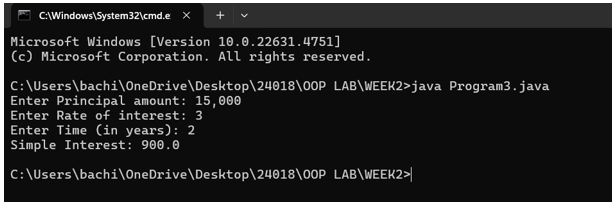 C:\Windows\System32\cmd.e
Microsoft Windows [Version 10.0.22631.4751]
(c) Microsoft Corporation. All rights reserved.
C:\Users\bachi\OneDrive\Desktop\24018\OOP LAB\WEEK2>java Program3.java
Enter Principal amount: 15,000
Enter Rate of interest: 3
Enter Time (in years): 2
Simple Interest: 900.0
C:\Users\bachi\OneDrive\Desktop\24018\OOP LAB\WEEK2>